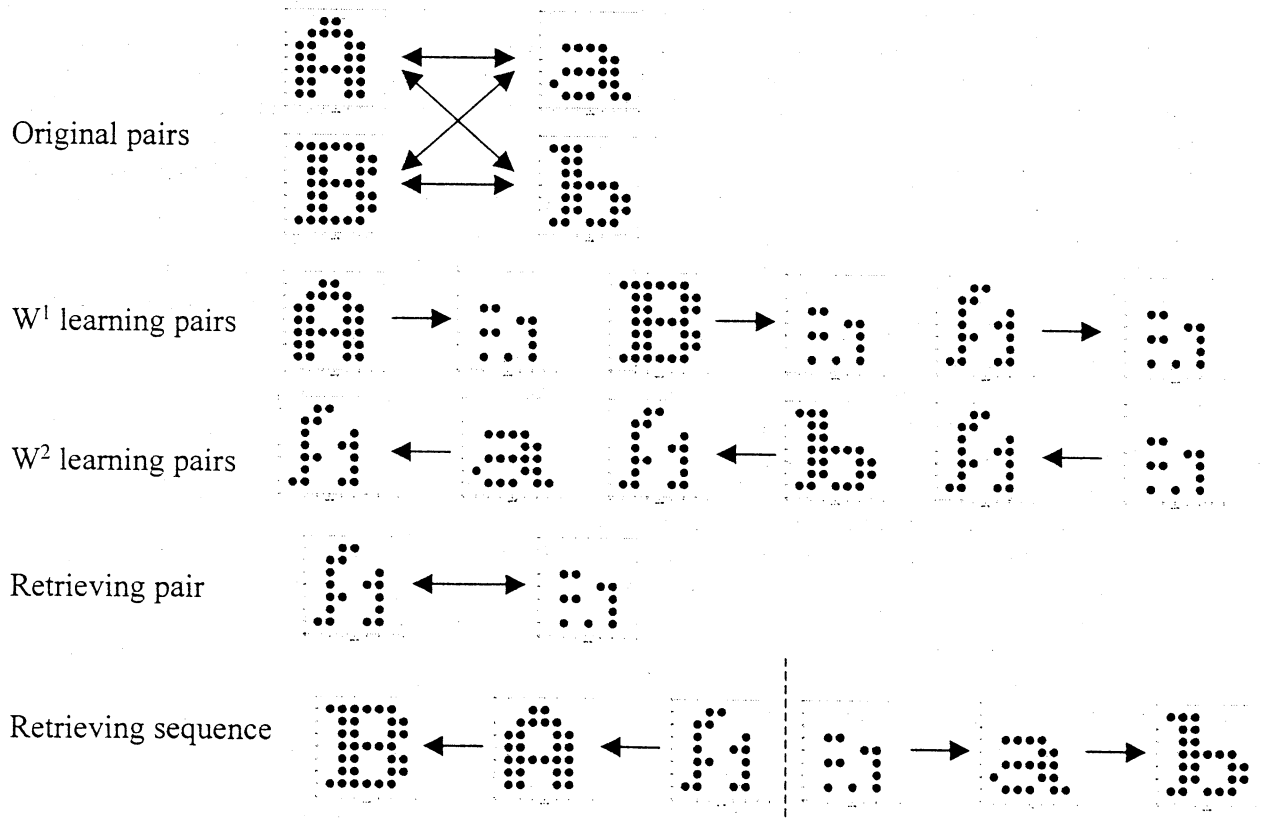 A a
Original pairs
B b
W¹ learning pairs A B
W² learning pairs a b
Retrieving pair
Retrieving sequence B A a b